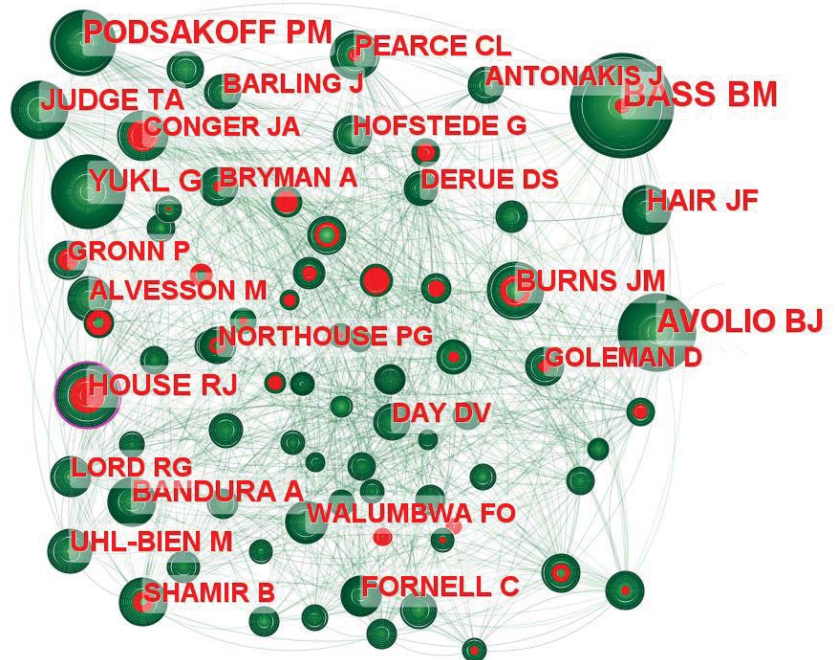 PODSAKOFF PM
PEARCE CL
ANTONAKIS J
BARLING J
BASS BM
JUDGE TA
CONGER JA
HOFSTEDE G
YUKL G
BRYMAN A
DERUE DS
HAIR JF
GRONN P
ALVESSON M
BURNS JM
AVOLIO BJ
NORTHOUSE PG
GOLEMAN D
HOUSE RJ
DAY DV
LORD RG
BANDURA A
WALUMBWA FO
UHL-BIEN M
SHAMIR B
FORNELL C